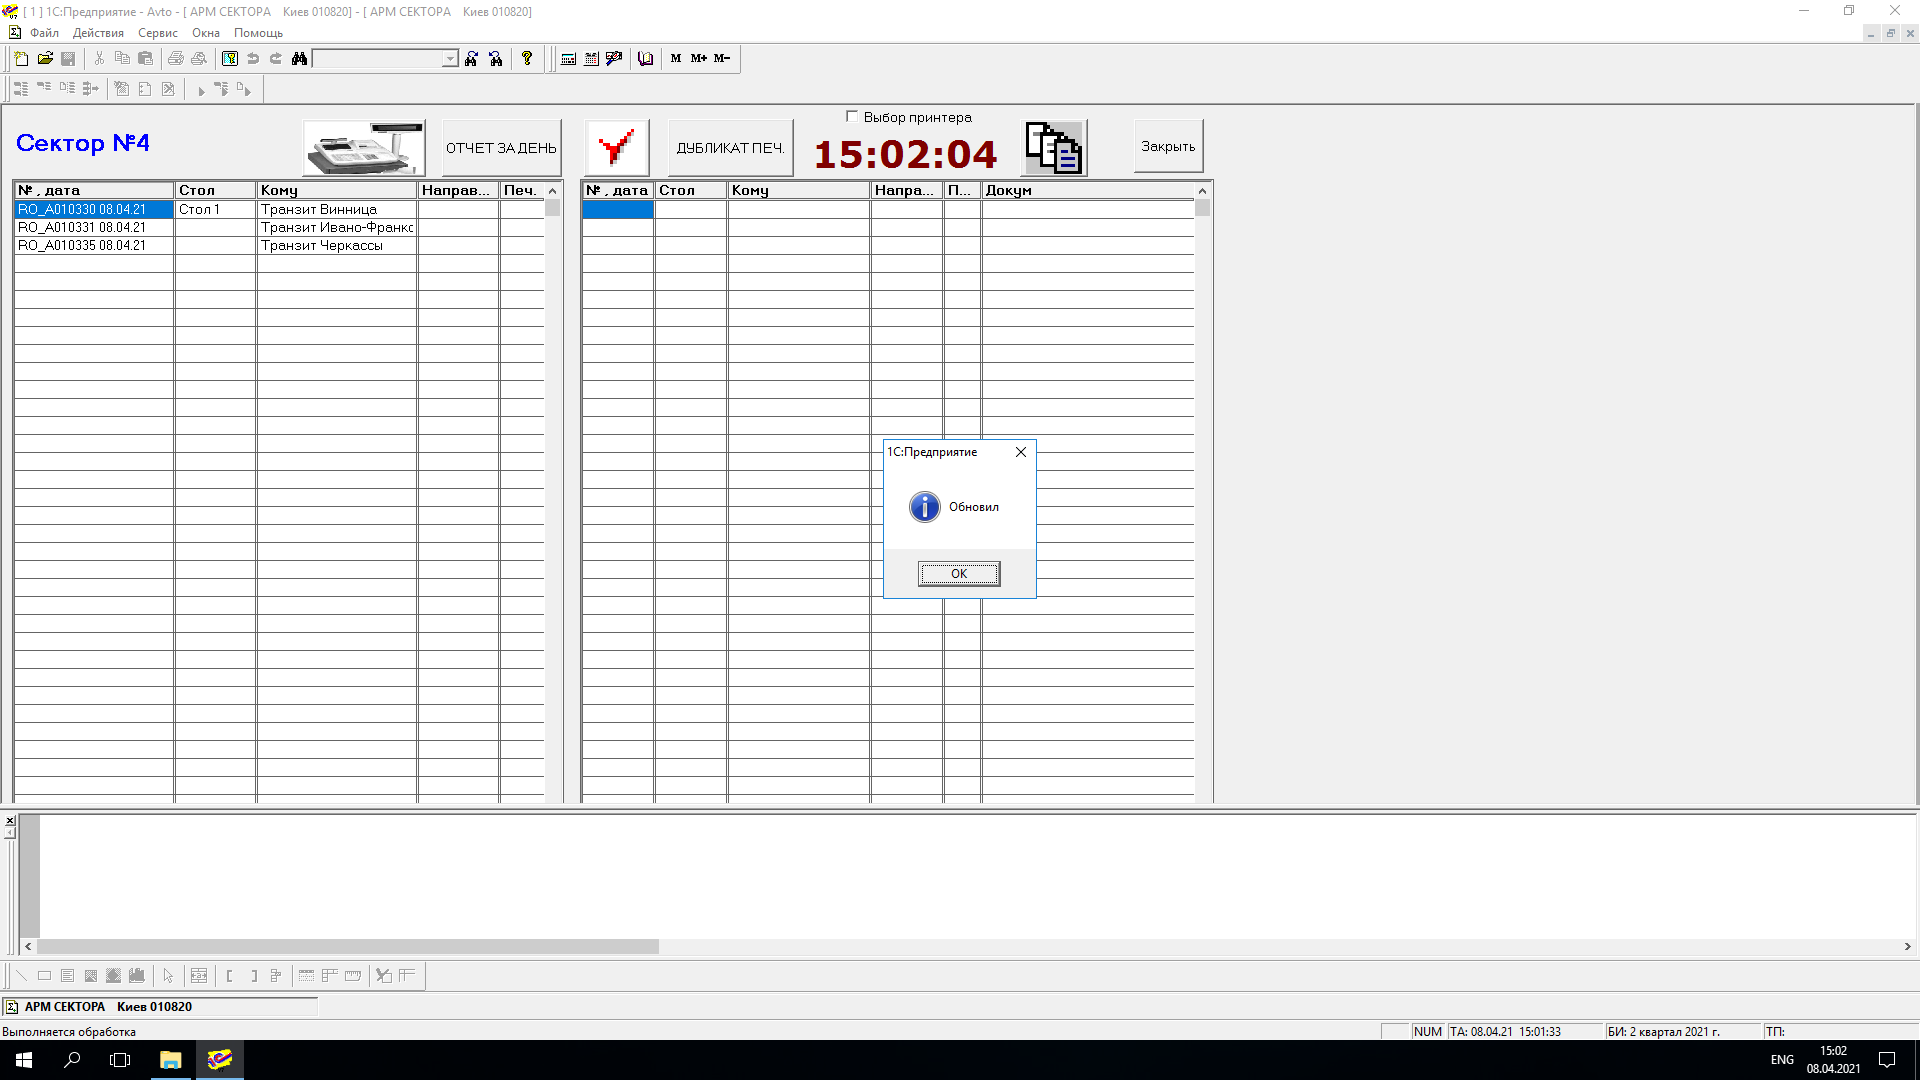 [ 1 ] 1С:Предприятие - Avto - [ АРМ СЕКТОРА Киев 010820] - [ АРМ СЕКТОРА Киев 010820]
Файл Действия Сервис Окна Помощь
M M+ M-
Сектор №4
ОТЧЕТ ЗА ДЕНЬ
ДУБЛИКАТ ПЕЧ.
Выбор принтера
15:02:04
Закрыть
№ , дата Стол Кому Направ... Печ.
RO_A010330 08.04.21 Стол 1 Транзит Винница
RO_A010331 08.04.21 Транзит Ивано-Франкс
RO_A010335 08.04.21 Транзит Черкассы
№ , дата Стол Кому Напра... П... Докум
1С:Предприятие
Обновил
OK
АРМ СЕКТОРА Киев 010820
Выполняется обработка
NUM TA: 08.04.21 15:01:33 БИ: 2 квартал 2021 г. ТП:
ENG
15:02
08.04.2021